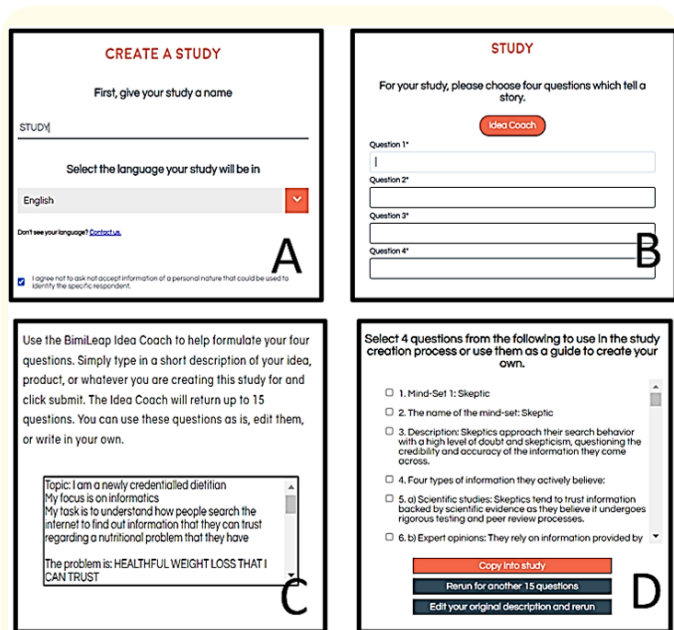 CREATE A STUDY
First, give your study a name
STUDY
Select the language your study will be in
English
Don't see your language? Contact us.
I agree not to ask not accept information of a personal nature that could be used to
identify the specific respondent.
A
STUDY
For your study, please choose four questions which tell a
story.
Idea Coach
Question 1*
Question 2*
Question 3*
Question 4*
B
Use the BimiLeap Idea Coach to help formulate your four
questions. Simply type in a short description of your idea,
product, or whatever you are creating this study for and
click submit. The Idea Coach will return up to 15
questions. You can use these questions as is, edit them,
or write in your own.
Topic: I am a newly credentialled dietitian
My focus is on informatics
My task is to understand how people search the
internet to find out information that they can trust
regarding a nutritional problem that they have
The problem is: HEALTHFUL WEIGHT LOSS THAT I
CAN TRUST
C
Select 4 questions from the following to use in the study
creation process or use them as a guide to create your
own.
1. Mind-Set 1: Skeptic
2. The name of the mind-set: Skeptic
3. Description: Skeptics approach their search behavior
with a high level of doubt and skepticism, questioning the
credibility and accuracy of the information they come
across.
4. Four types of information they actively believe:
5. a) Scientific studies: Skeptics tend to trust information
backed by scientific evidence as they believe it undergoes
rigorous testing and peer review processes.
6. b) Expert opinions: They rely on information provided by
Copy into study
Rerun for another 15 questions
Edit your original description and rerun
D